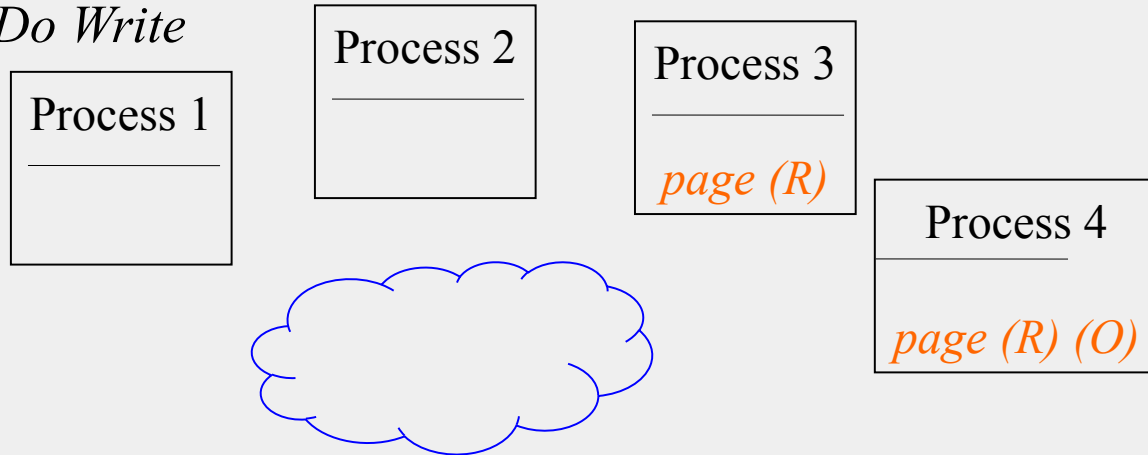 Do Write
Process 1
Process 2
Process 3
page (R)
Process 4
page (R) (O)